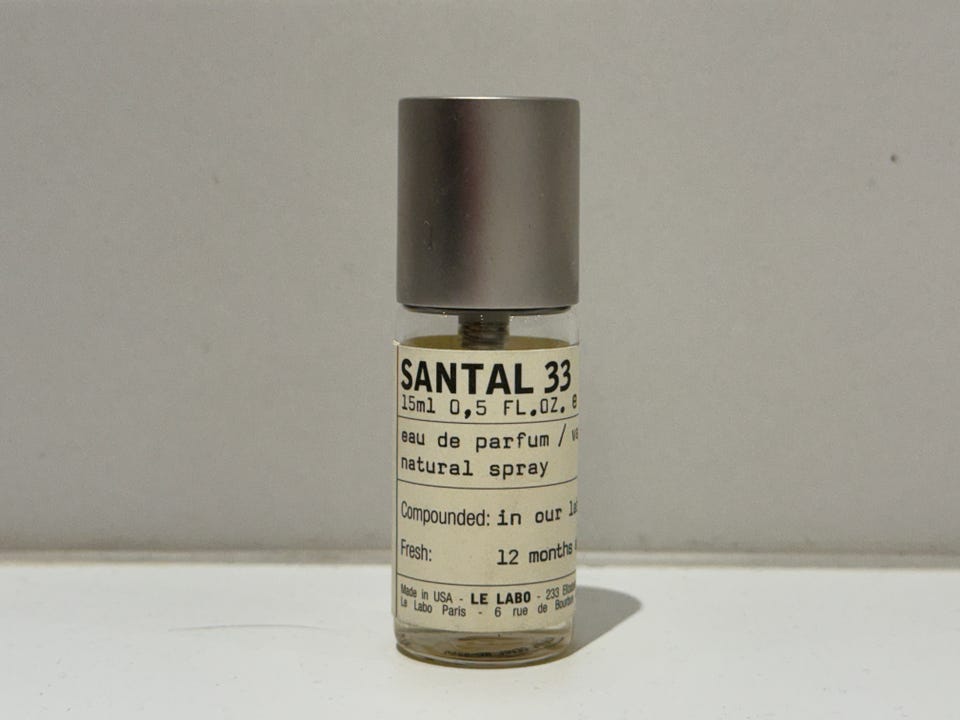 SANTAL 33
15ml 0,5 FL.OZ. e
eau de parfum /
natural spray
Compounded: in our
Fresh: 12 months
Made in USA - LE LABO - 233
Le Labo Paris - 6 rue de